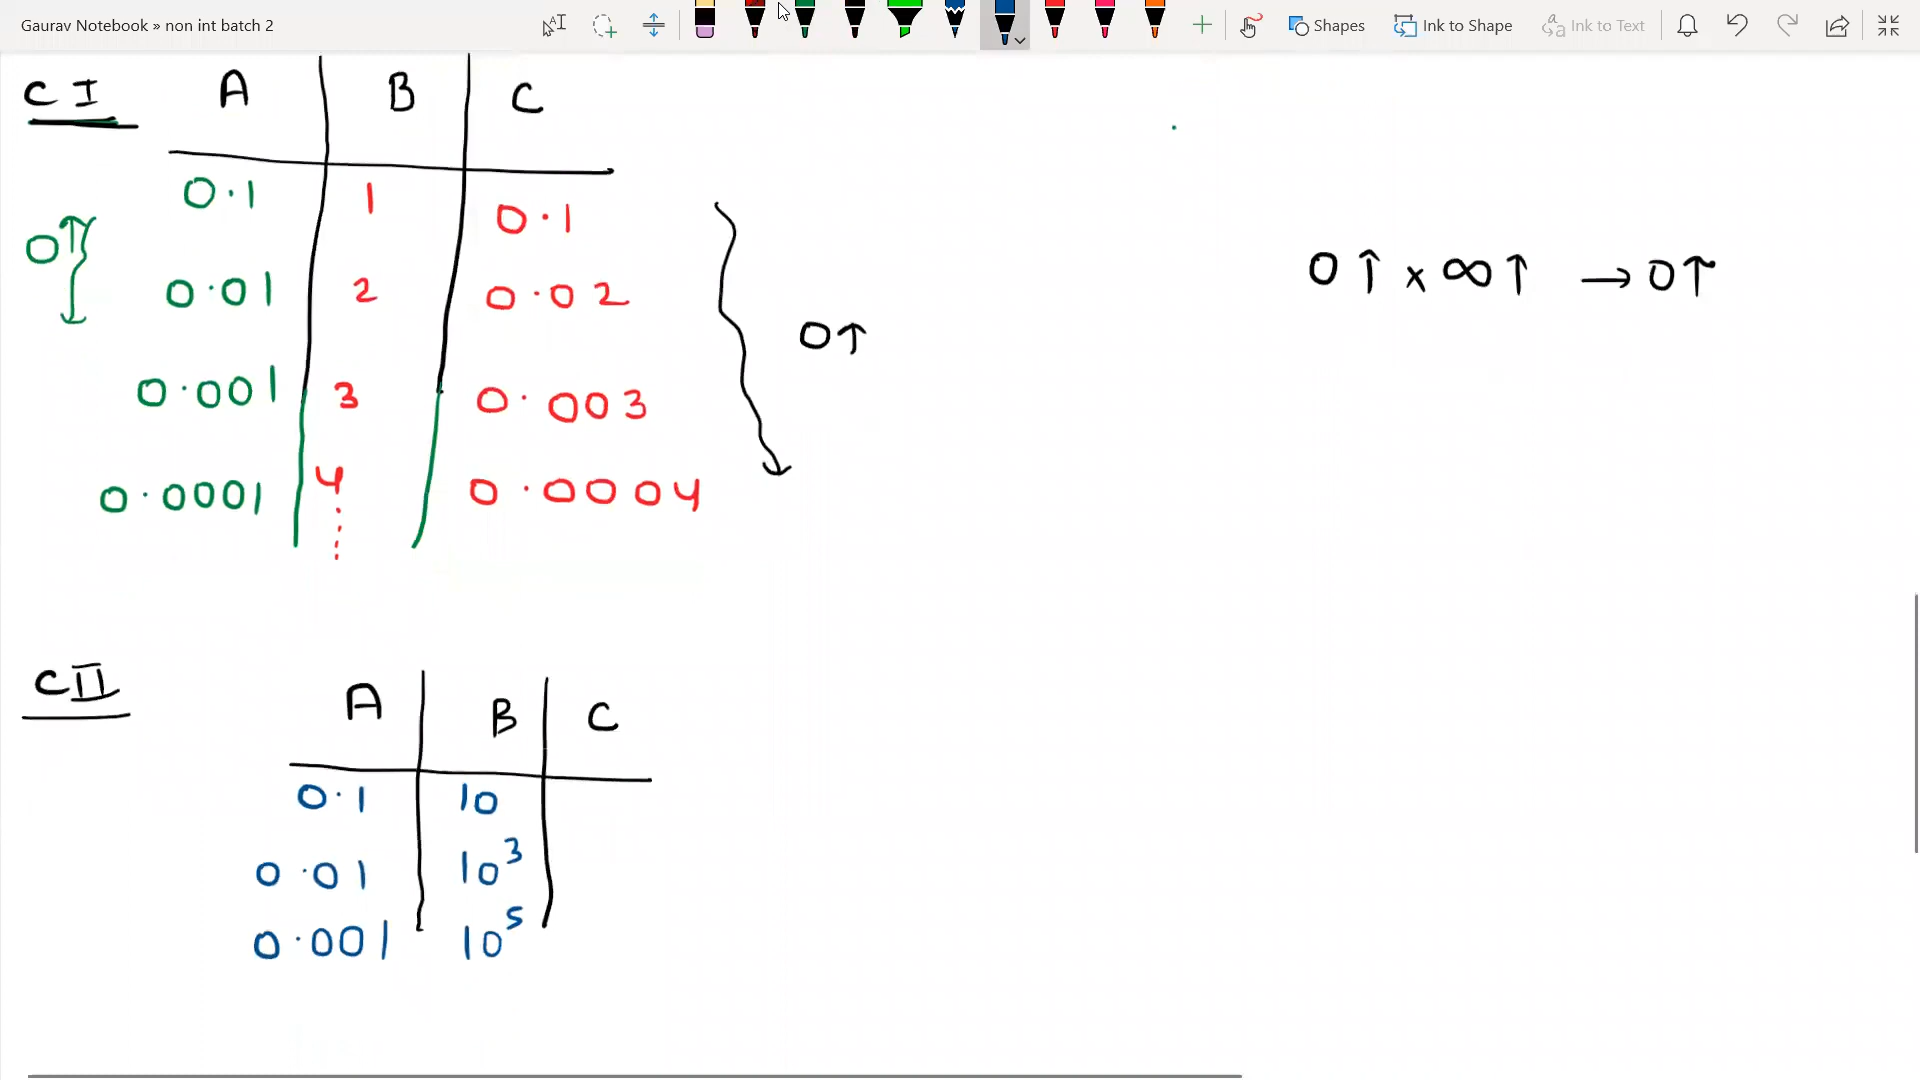 Gaurav Notebook » non int batch 2
Shapes Ink to Shape Ink to Text
C I A B C
0.1 1 0.1
0↑
0.01 2 0.02
0↑ x ∞↑ → 0↑
0↑
0.001 3 0.003
0.0001 4 0.0004
C II A B C
0.1 10
0.01 10³
0.001 10⁵